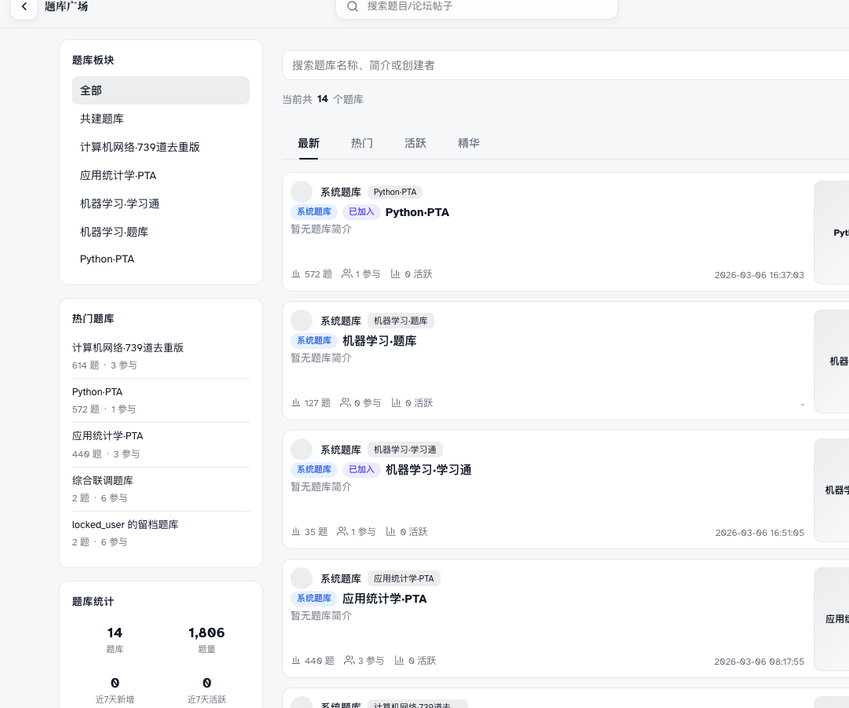 题库广场
搜索题目/论坛帖子
题库板块
全部
共建题库
计算机网络·739道去重版
应用统计学·PTA
机器学习·学习通
机器学习·题库
Python·PTA
热门题库
计算机网络·739道去重版
614 题 · 3 参与
Python·PTA
572 题 · 1 参与
应用统计学·PTA
440 题 · 3 参与
综合联调题库
2 题 · 6 参与
locked_user 的留档题库
2 题 · 6 参与
题库统计
14 1,806
题库 题量
0 0
近7天新增 近7天活跃
搜索题库名称、简介或创建者
当前共 14 个题库
最新 热门 活跃 精华
系统题库 Python·PTA
系统题库 已加入 Python·PTA
暂无题库简介
572 题 1 参与 0 活跃 2026-03-06 16:37:03
系统题库 机器学习·题库
系统题库 机器学习·题库
暂无题库简介
127 题 0 参与 0 活跃 -
机器
系统题库 机器学习·学习通
系统题库 已加入 机器学习·学习通
暂无题库简介
35 题 1 参与 0 活跃 2026-03-06 16:51:05
系统题库 应用统计学·PTA
系统题库 应用统计学·PTA
暂无题库简介
440 题 3 参与 0 活跃 2026-03-06 08:17:55
系统题库 计算机网络·739道去…